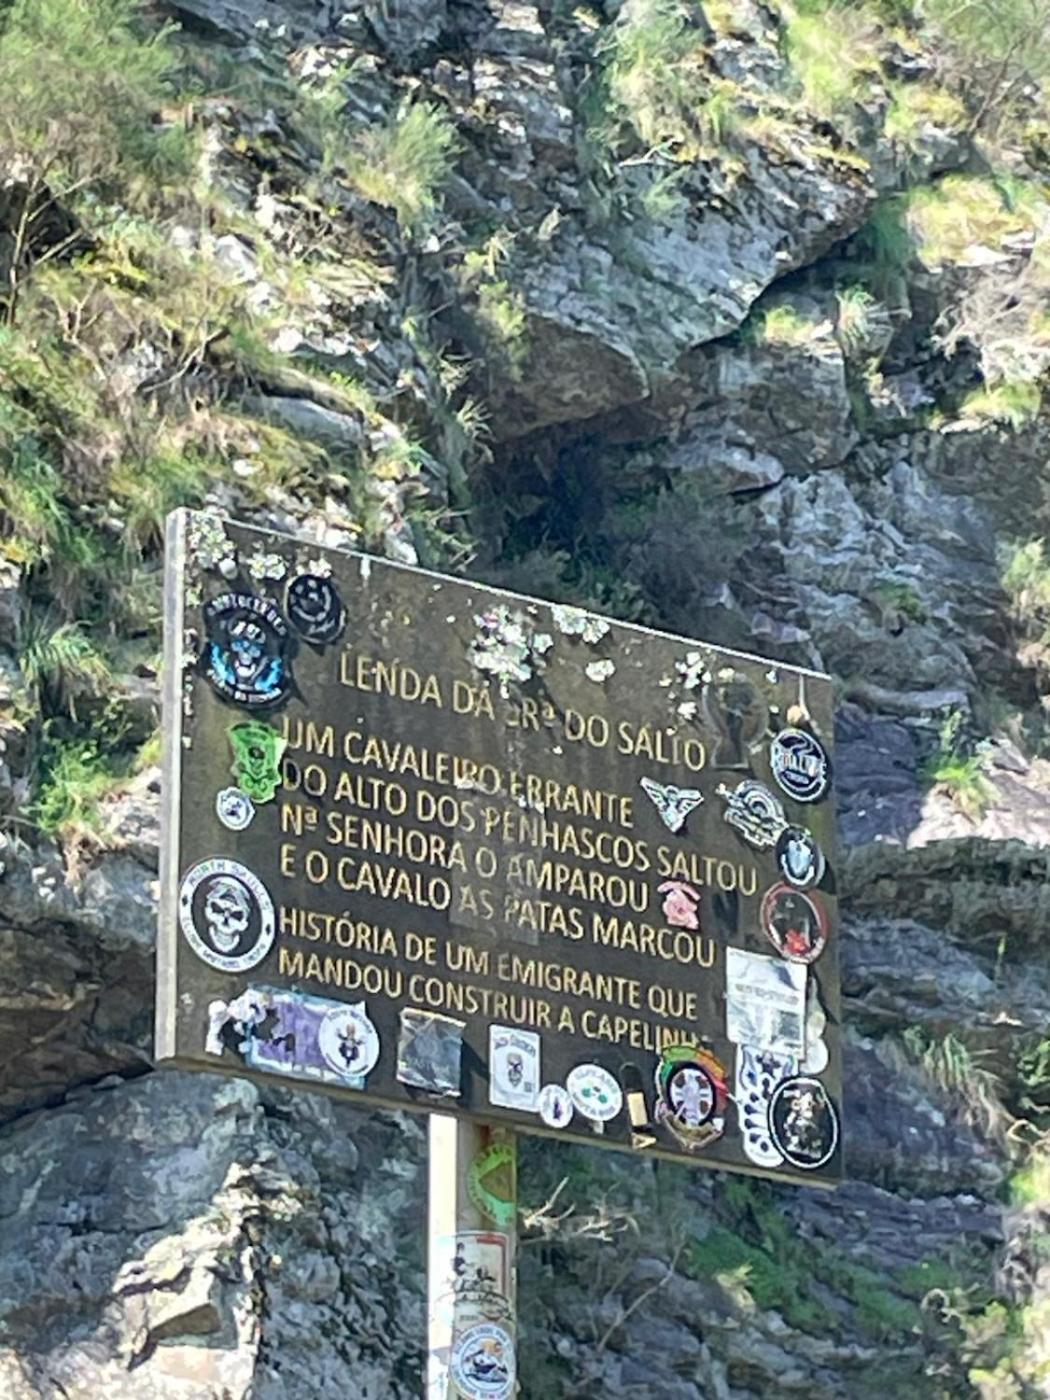 LENDA DA SRª DO SALTO
UM CAVALEIRO ERRANTE
DO ALTO DOS PENHASCOS SALTOU
Nª SENHORA O AMPAROU
E O CAVALO AS PATAS MARCOU
HISTÓRIA DE UM EMIGRANTE QUE
MANDOU CONSTRUIR A CAPELINHA